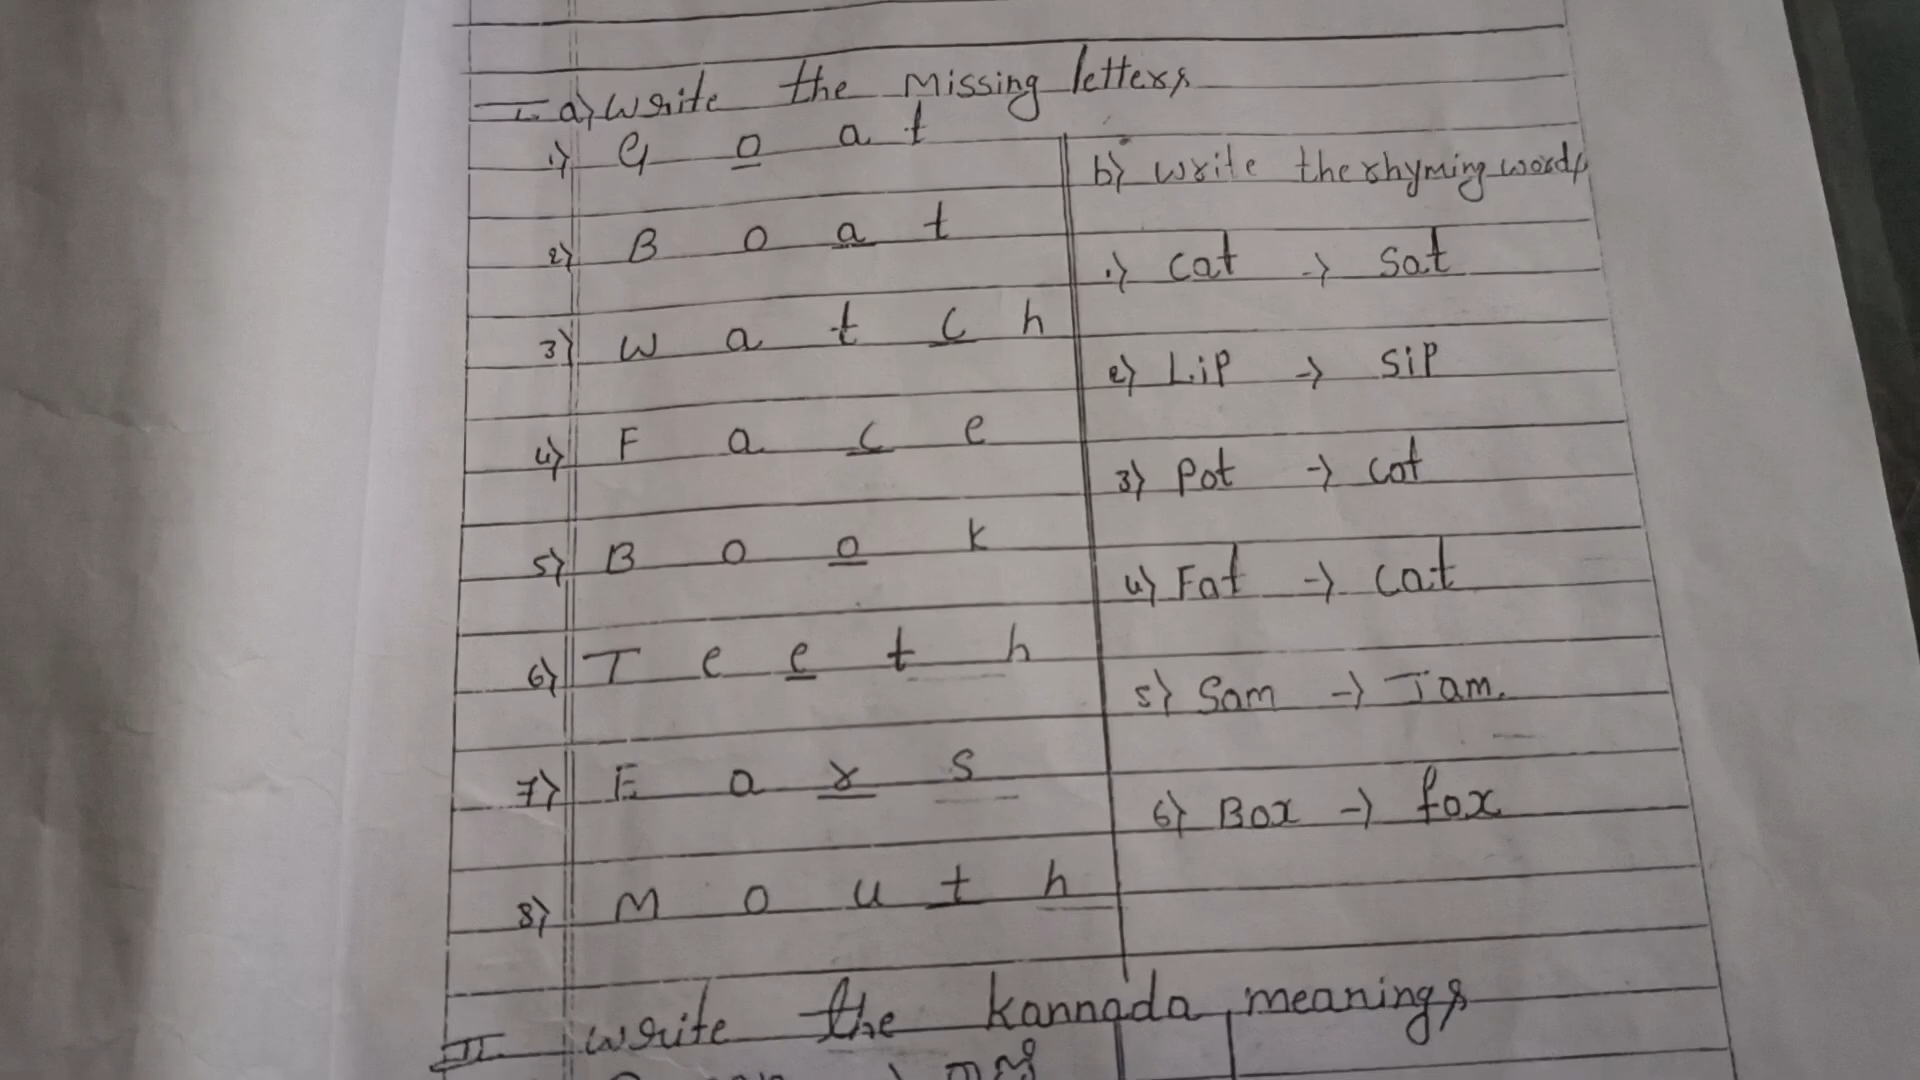 I. a) Write the Missing letters
1) G o a t
2) B o a t
3) W a t c h
4) F a c e
5) B o o k
6) T e e t h
7) E a r s
8) M o u t h
b) Write the rhyming words
1) Cat → Sat
2) Lip → Sip
3) Pot → Cot
4) Fat → Cat
5) Sam → Jam.
6) Box → fox
II. Write the kannada meanings